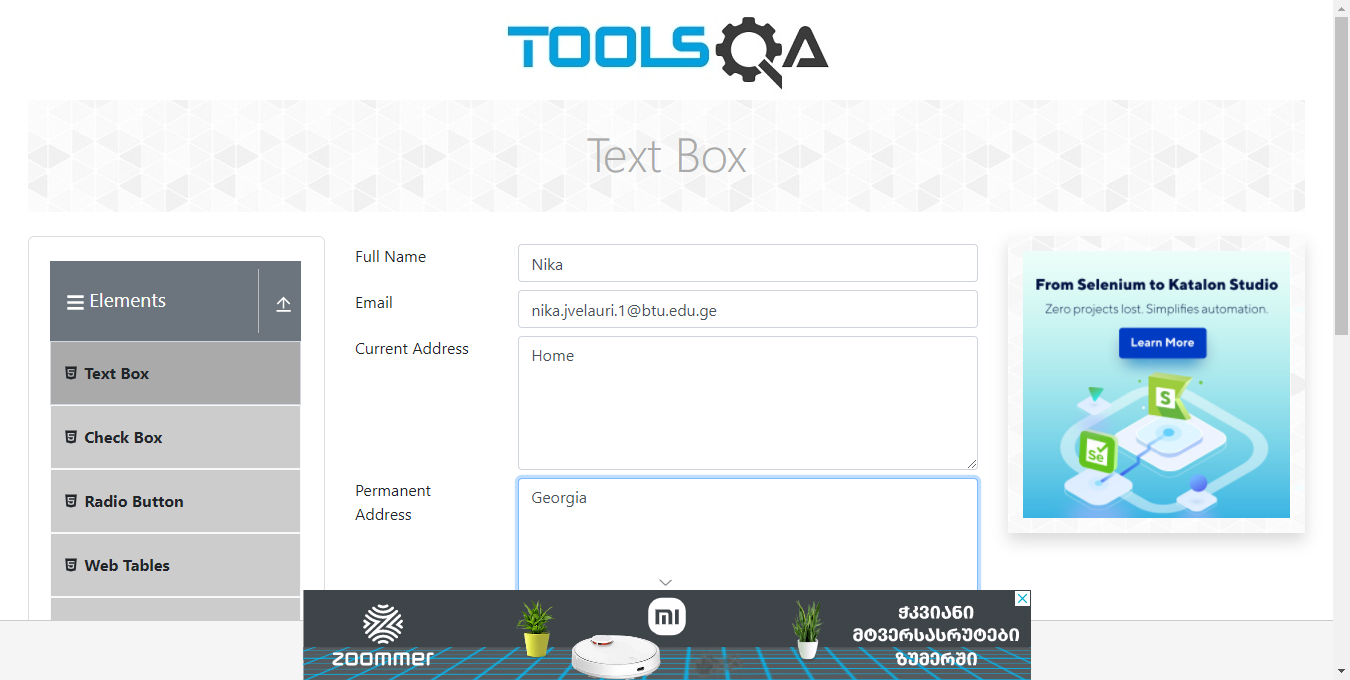 TOOLSQA
Text Box
Elements
Text Box
Check Box
Radio Button
Web Tables
Full Name
Nika
Email
nika.jvelauri.1@btu.edu.ge
Current Address
Home
Permanent
Address
Georgia
From Selenium to Katalon Studio
Zero projects lost. Simplifies automation.
Learn More
S
Se
zoommer
mi
ჭკვიანი
მტვერსასრუტები
ზუმერში